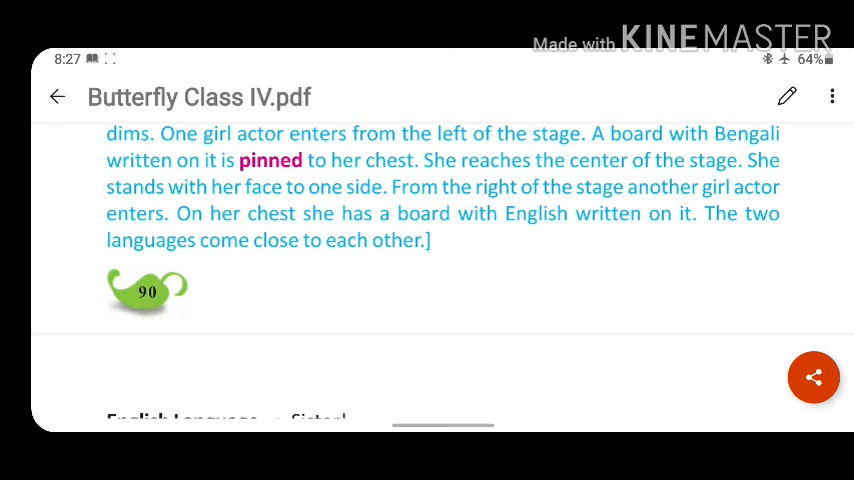 Made with KINEMASTER
8:27 64%
Butterfly Class IV.pdf
dims. One girl actor enters from the left of the stage. A board with Bengali
written on it is pinned to her chest. She reaches the center of the stage. She
stands with her face to one side. From the right of the stage another girl actor
enters. On her chest she has a board with English written on it. The two
languages come close to each other.]
90
English Language : Sister!